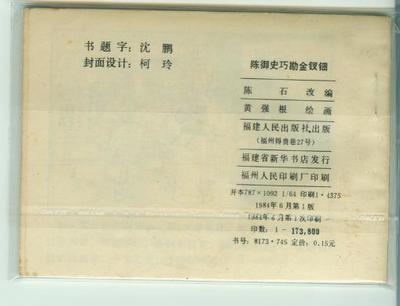 书题字：沈 鹏
封面设计：柯 玲
陈御史巧勘金钗钿
陈 石 改 编
黄 强 根 绘 画
福建人民出版社出版
（福州得贵巷27号）
福建省新华书店发行
福州人民印刷厂印刷
开本787×1092 1/64 印刷1·4375
1984年6月第1版
1984年6月第1次印刷
印数：1—173,800
书号：8173·745 定价：0.15元